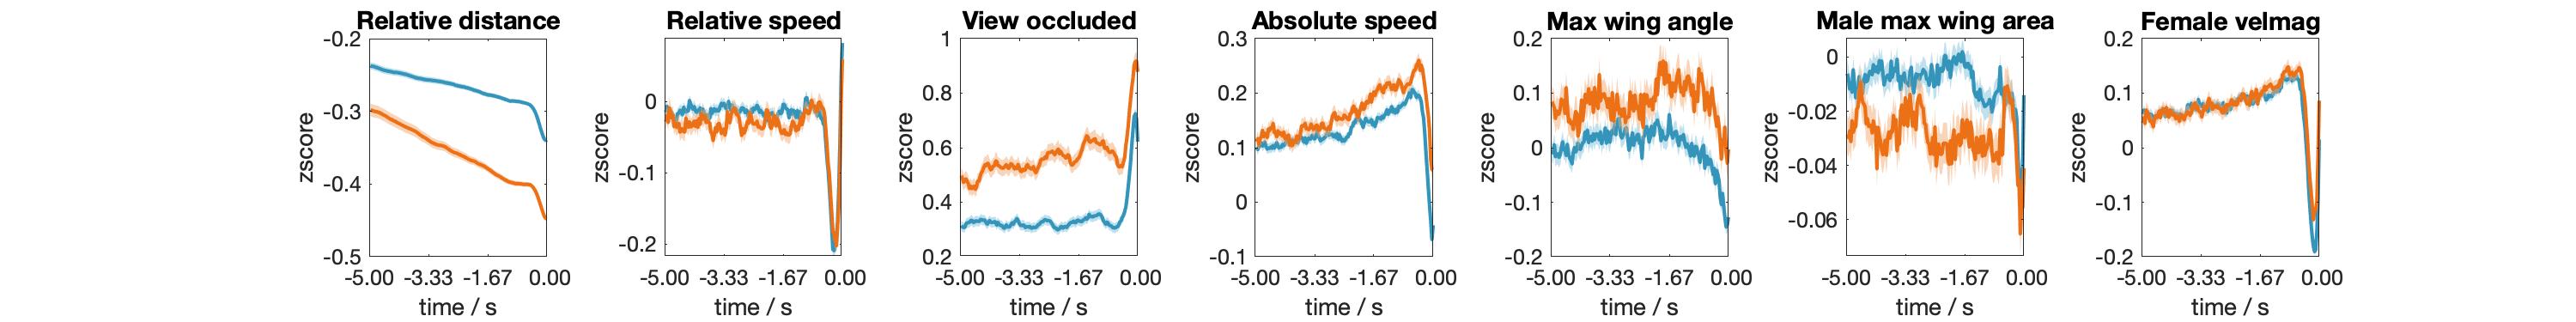 Relative distance
-0.2
-0.3
-0.4
-0.5
zscore
-5.00 -3.33 -1.67 0.00
time / s
Relative speed
0
-0.1
-0.2
zscore
-5.00 -3.33 -1.67 0.00
time / s
View occluded
1
0.8
0.6
0.4
0.2
zscore
-5.00 -3.33 -1.67 0.00
time / s
Absolute speed
0.3
0.2
0.1
0
-0.1
zscore
-5.00 -3.33 -1.67 0.00
time / s
Max wing angle
0.2
0.1
0
-0.1
-0.2
zscore
-5.00 -3.33 -1.67 0.00
time / s
Male max wing area
0
-0.02
-0.04
-0.06
zscore
-5.00 -3.33 -1.67 0.00
time / s
Female velmag
0.2
0.1
0
-0.1
-0.2
zscore
-5.00 -3.33 -1.67 0.00
time / s